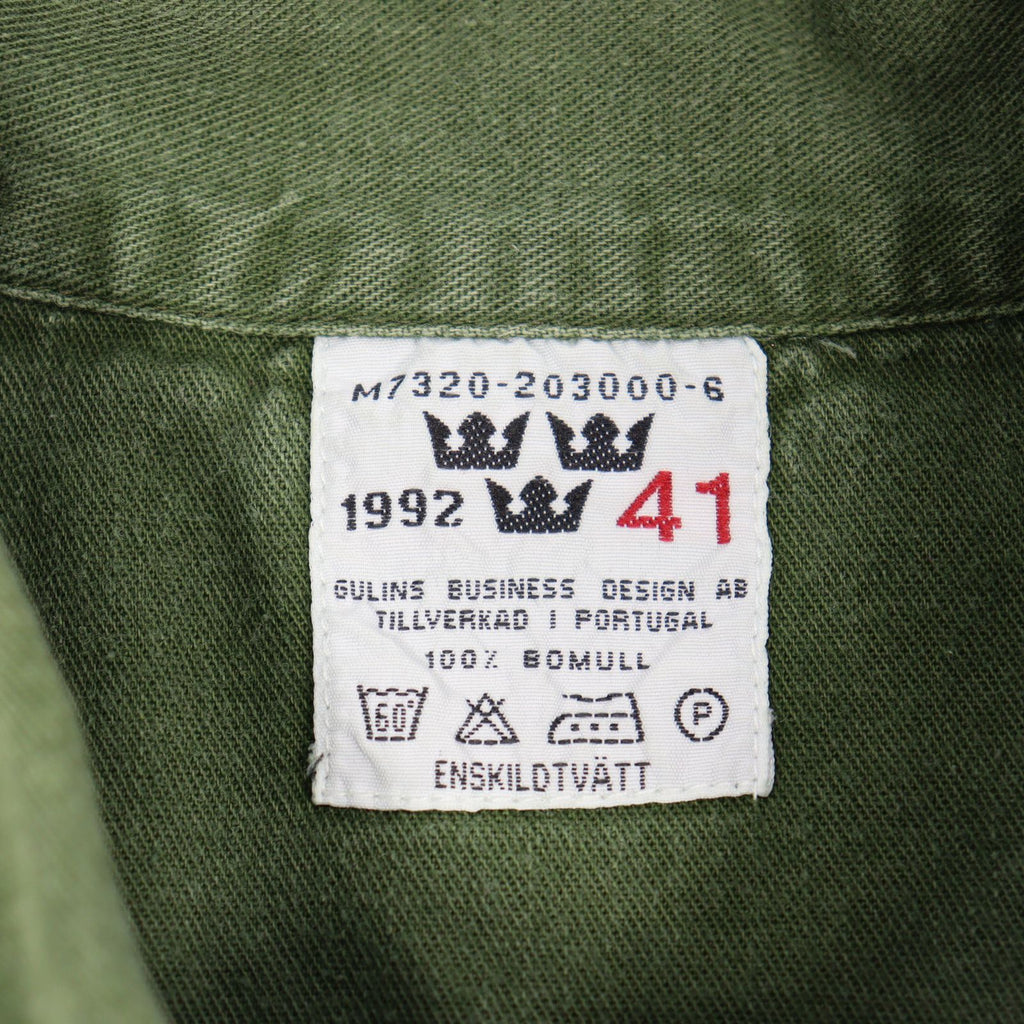 M7320-203000-6
1992 41
GULINS BUSINESS DESIGN AB
TILLVERKAD I PORTUGAL
100% BOMULL
60° P
ENSKILDTVÄTT